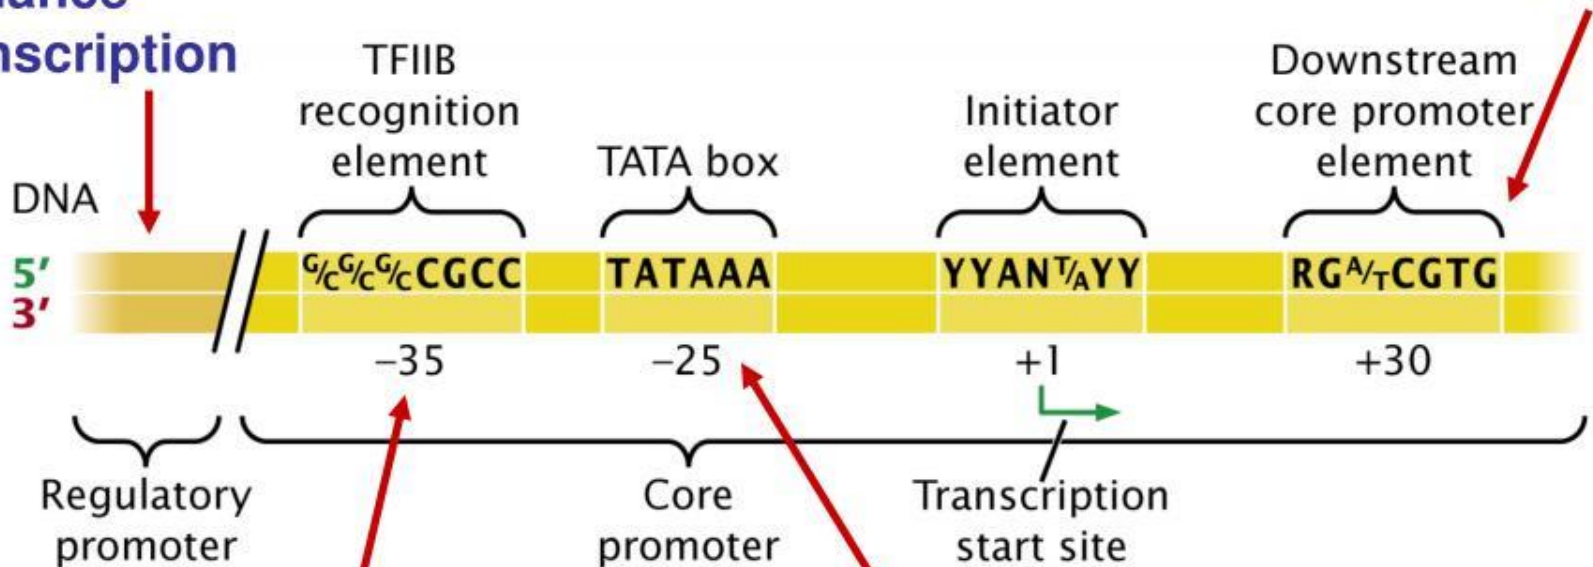 TFIIB
recognition
element
TATA box
Initiator
element
Downstream
core promoter
element
DNA
5′
3′
G/CG/CG/CCGCC
TATAAA
YYANT/AYY
RGA/TCGTG
–35
–25
+1
+30
Regulatory
promoter
Core
promoter
Transcription
start site